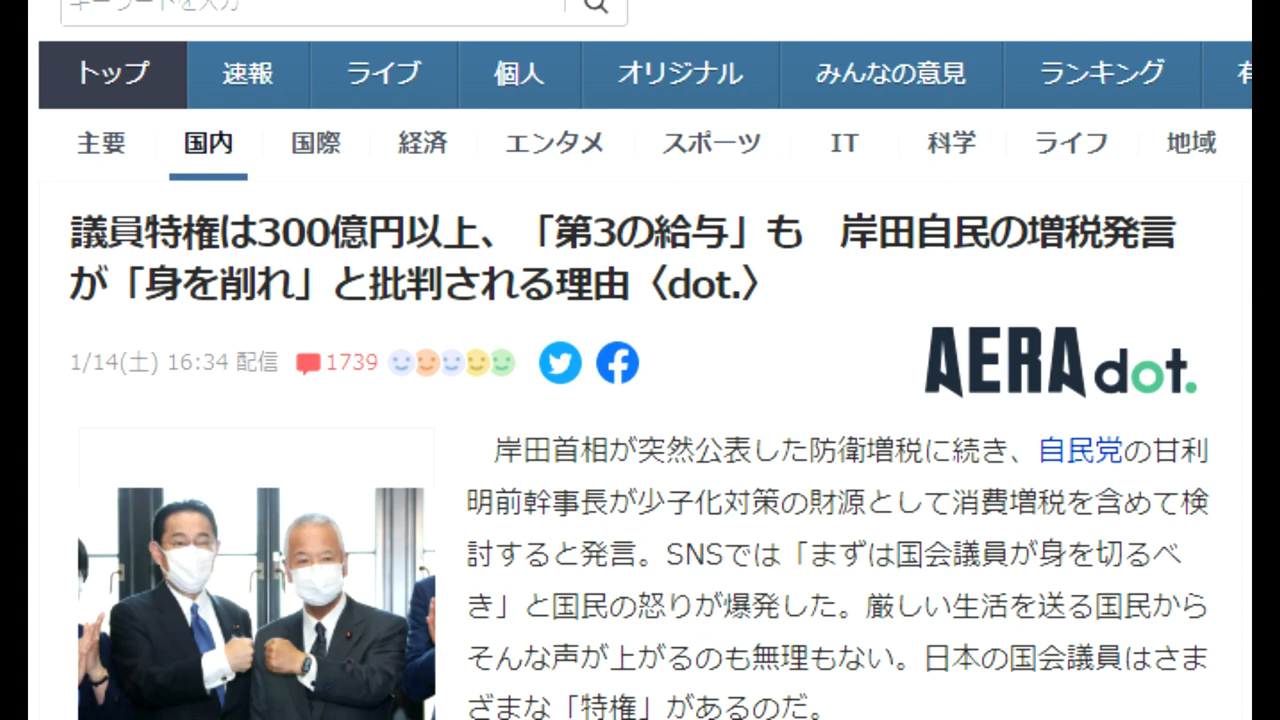 キーワードを入力
トップ 速報 ライブ 個人 オリジナル みんなの意見 ランキング 有
主要 国内 国際 経済 エンタメ スポーツ IT 科学 ライフ 地域
議員特権は300億円以上、「第3の給与」も　岸田自民の増税発言
が「身を削れ」と批判される理由〈dot.〉
1/14(土) 16:34 配信 1739
AERA dot.
岸田首相が突然公表した防衛増税に続き、自民党の甘利
明前幹事長が少子化対策の財源として消費増税を含めて検
討すると発言。SNSでは「まずは国会議員が身を切るべ
き」と国民の怒りが爆発した。厳しい生活を送る国民から
そんな声が上がるのも無理もない。日本の国会議員はさま
ざまな「特権」があるのだ。